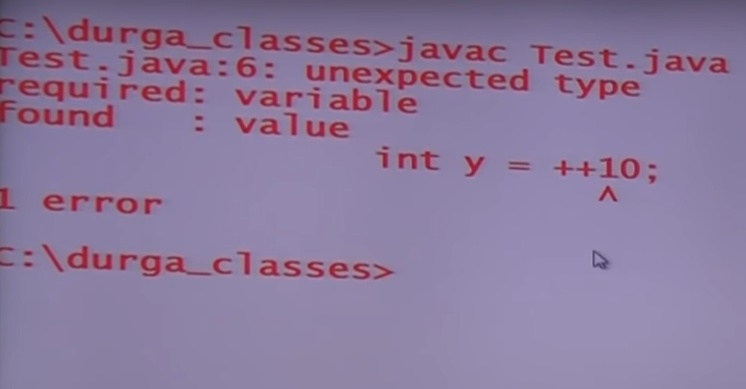 c:\durga_classes>javac Test.java
Test.java:6: unexpected type
required: variable
found    : value
int y = ++10;
^
1 error
c:\durga_classes>